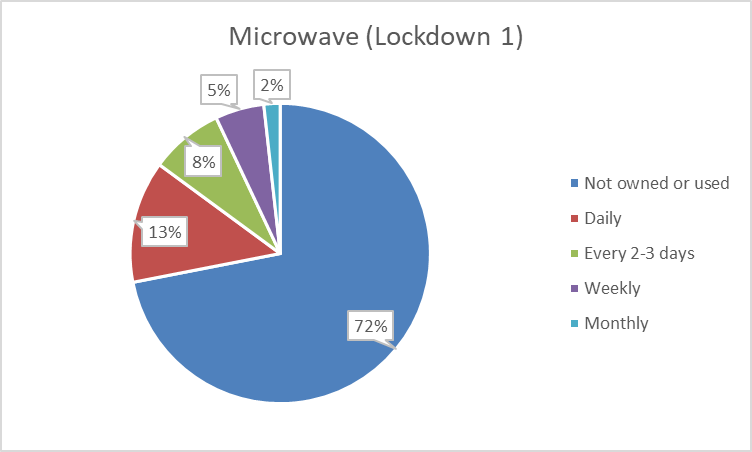 Microwave (Lockdown 1)
5%
2%
8%
13%
72%
Not owned or used
Daily
Every 2-3 days
Weekly
Monthly